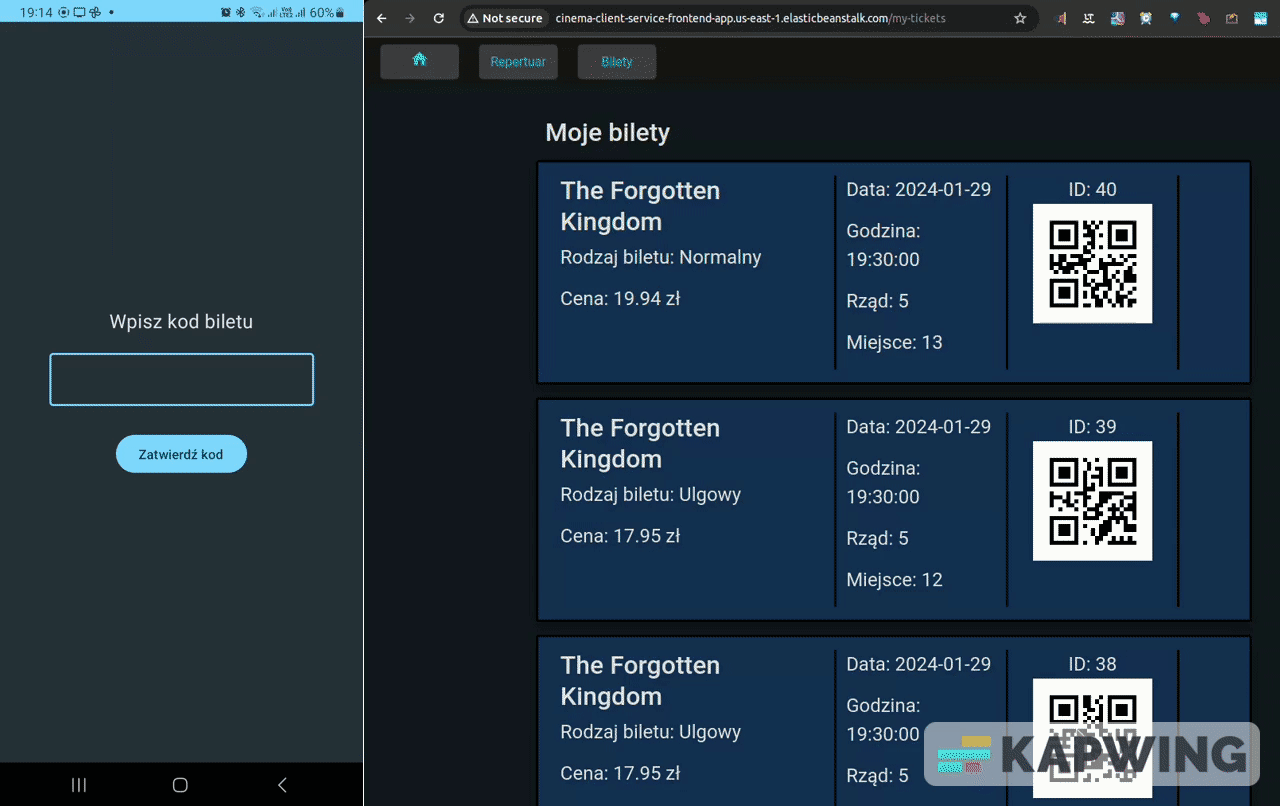 19:14
60%
Wpisz kod biletu
Zatwierdź kod
Not secure
cinema-client-service-frontend-app.us-east-1.elasticbeanstalk.com/my-tickets
Repertuar
Bilety
Moje bilety
The Forgotten
Kingdom
Rodzaj biletu: Normalny
Cena: 19.94 zł
Data: 2024-01-29
Godzina:
19:30:00
Rząd: 5
Miejsce: 13
ID: 40
The Forgotten
Kingdom
Rodzaj biletu: Ulgowy
Cena: 17.95 zł
Data: 2024-01-29
Godzina:
19:30:00
Rząd: 5
Miejsce: 12
ID: 39
The Forgotten
Kingdom
Rodzaj biletu: Ulgowy
Cena: 17.95 zł
Data: 2024-01-29
Godzina:
19:30:00
Rząd: 5
ID: 38
KAPWING